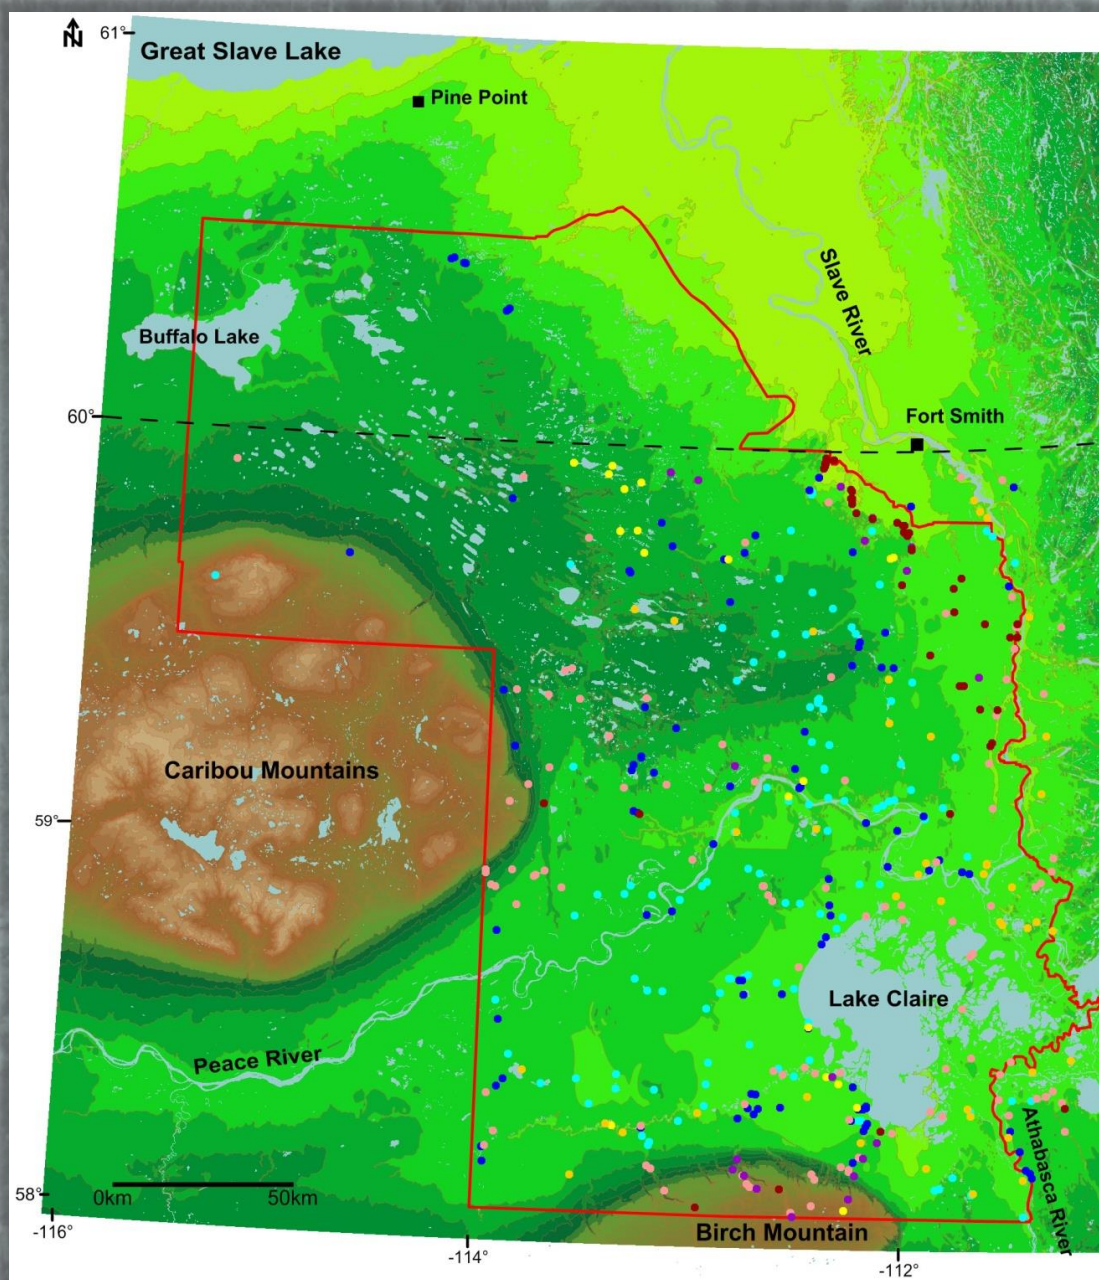 N
61°
Great Slave Lake
Pine Point
Slave River
Buffalo Lake
60°
Fort Smith
Caribou Mountains
59°
Lake Claire
Peace River
Athabasca River
0km 50km
58°
Birch Mountain
-116°
-114°
-112°